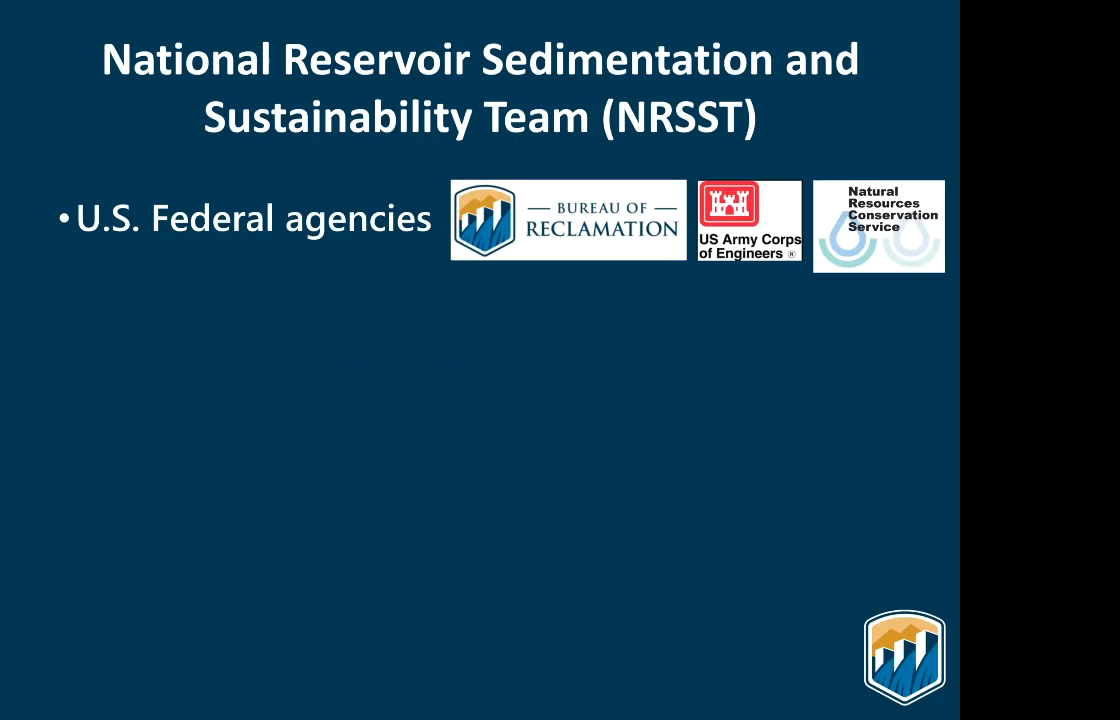 National Reservoir Sedimentation and
Sustainability Team (NRSST)
•U.S. Federal agencies
— BUREAU OF —
RECLAMATION
US Army Corps
of Engineers ®
Natural
Resources
Conservation
Service